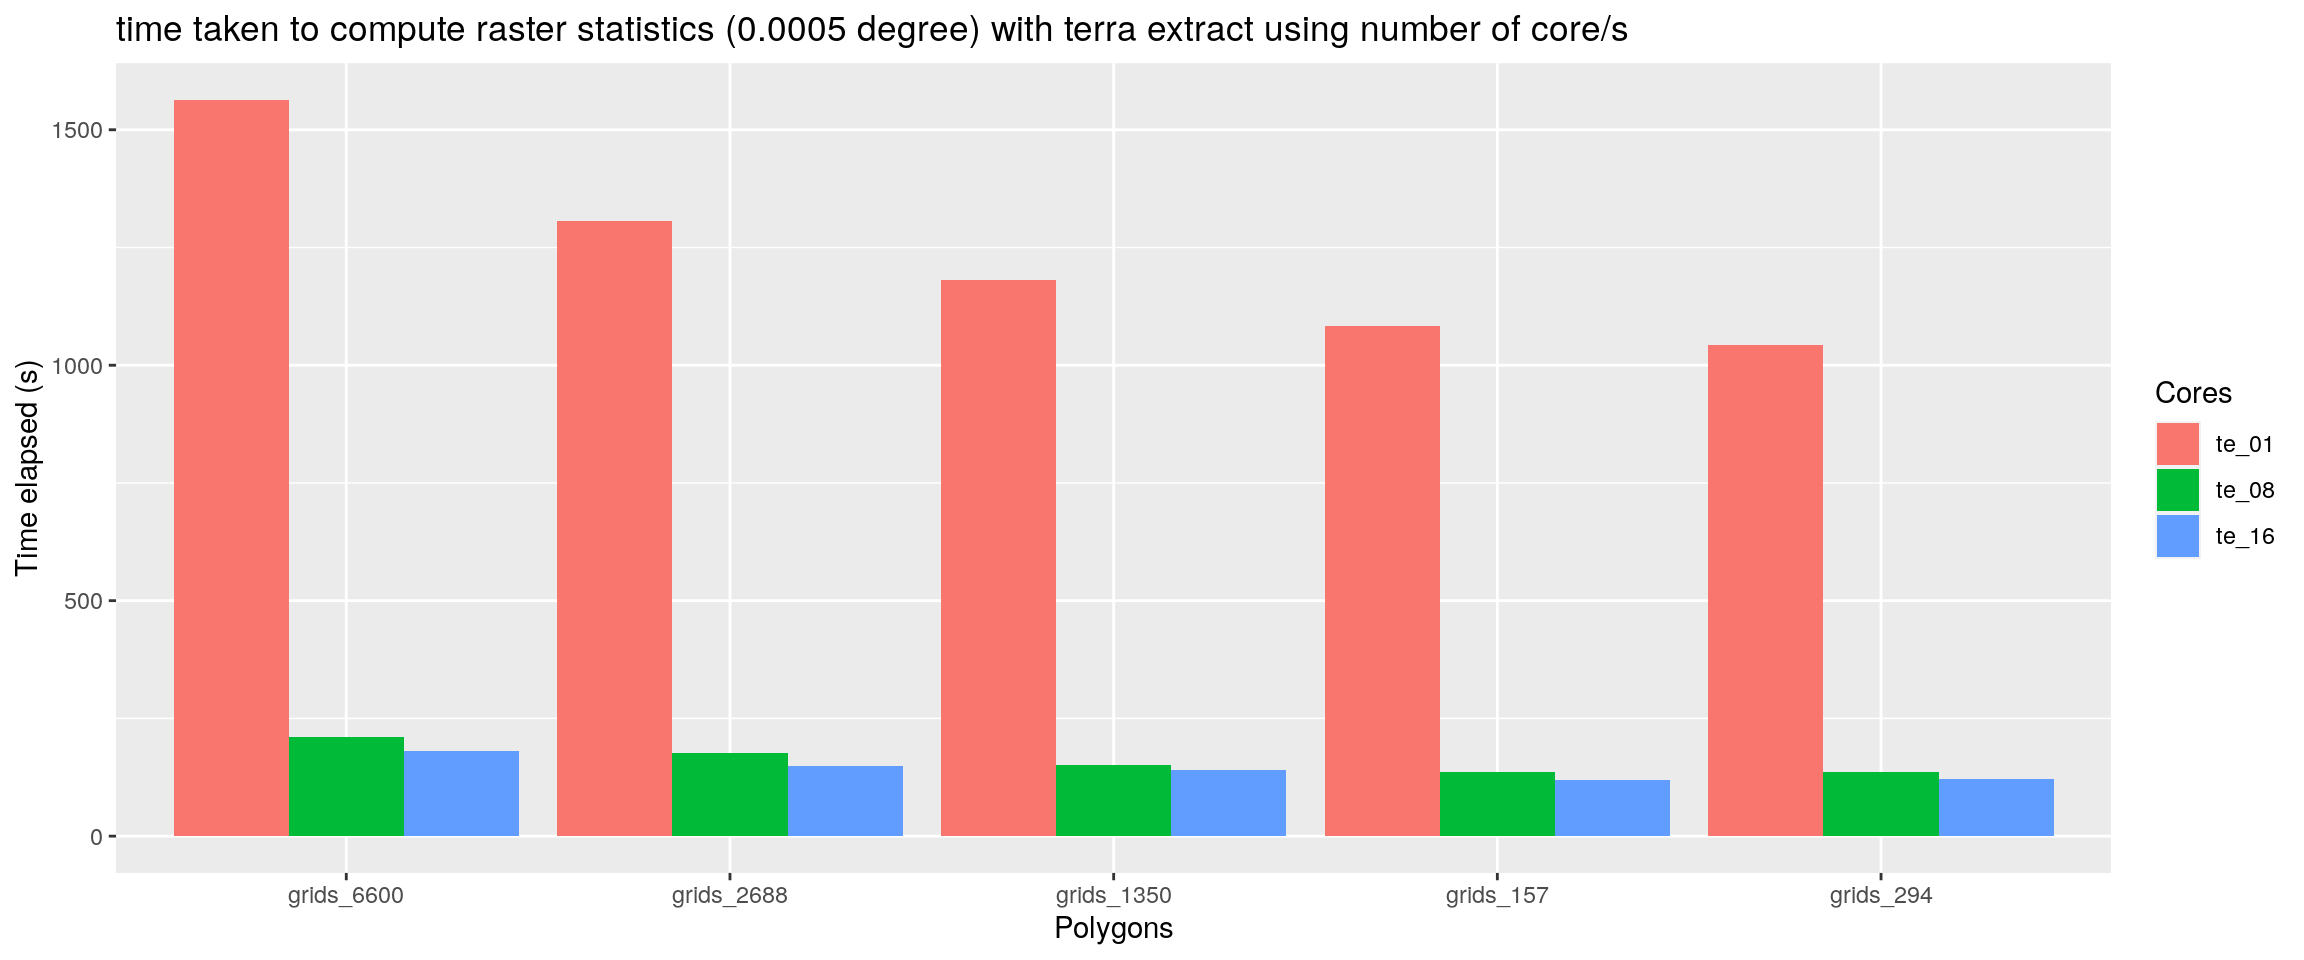 time taken to compute raster statistics (0.0005 degree) with terra extract using number of core/s
Time elapsed (s)
1500
1000
500
0
grids_6600
grids_2688
grids_1350
grids_157
grids_294
Polygons
Cores
te_01
te_08
te_16